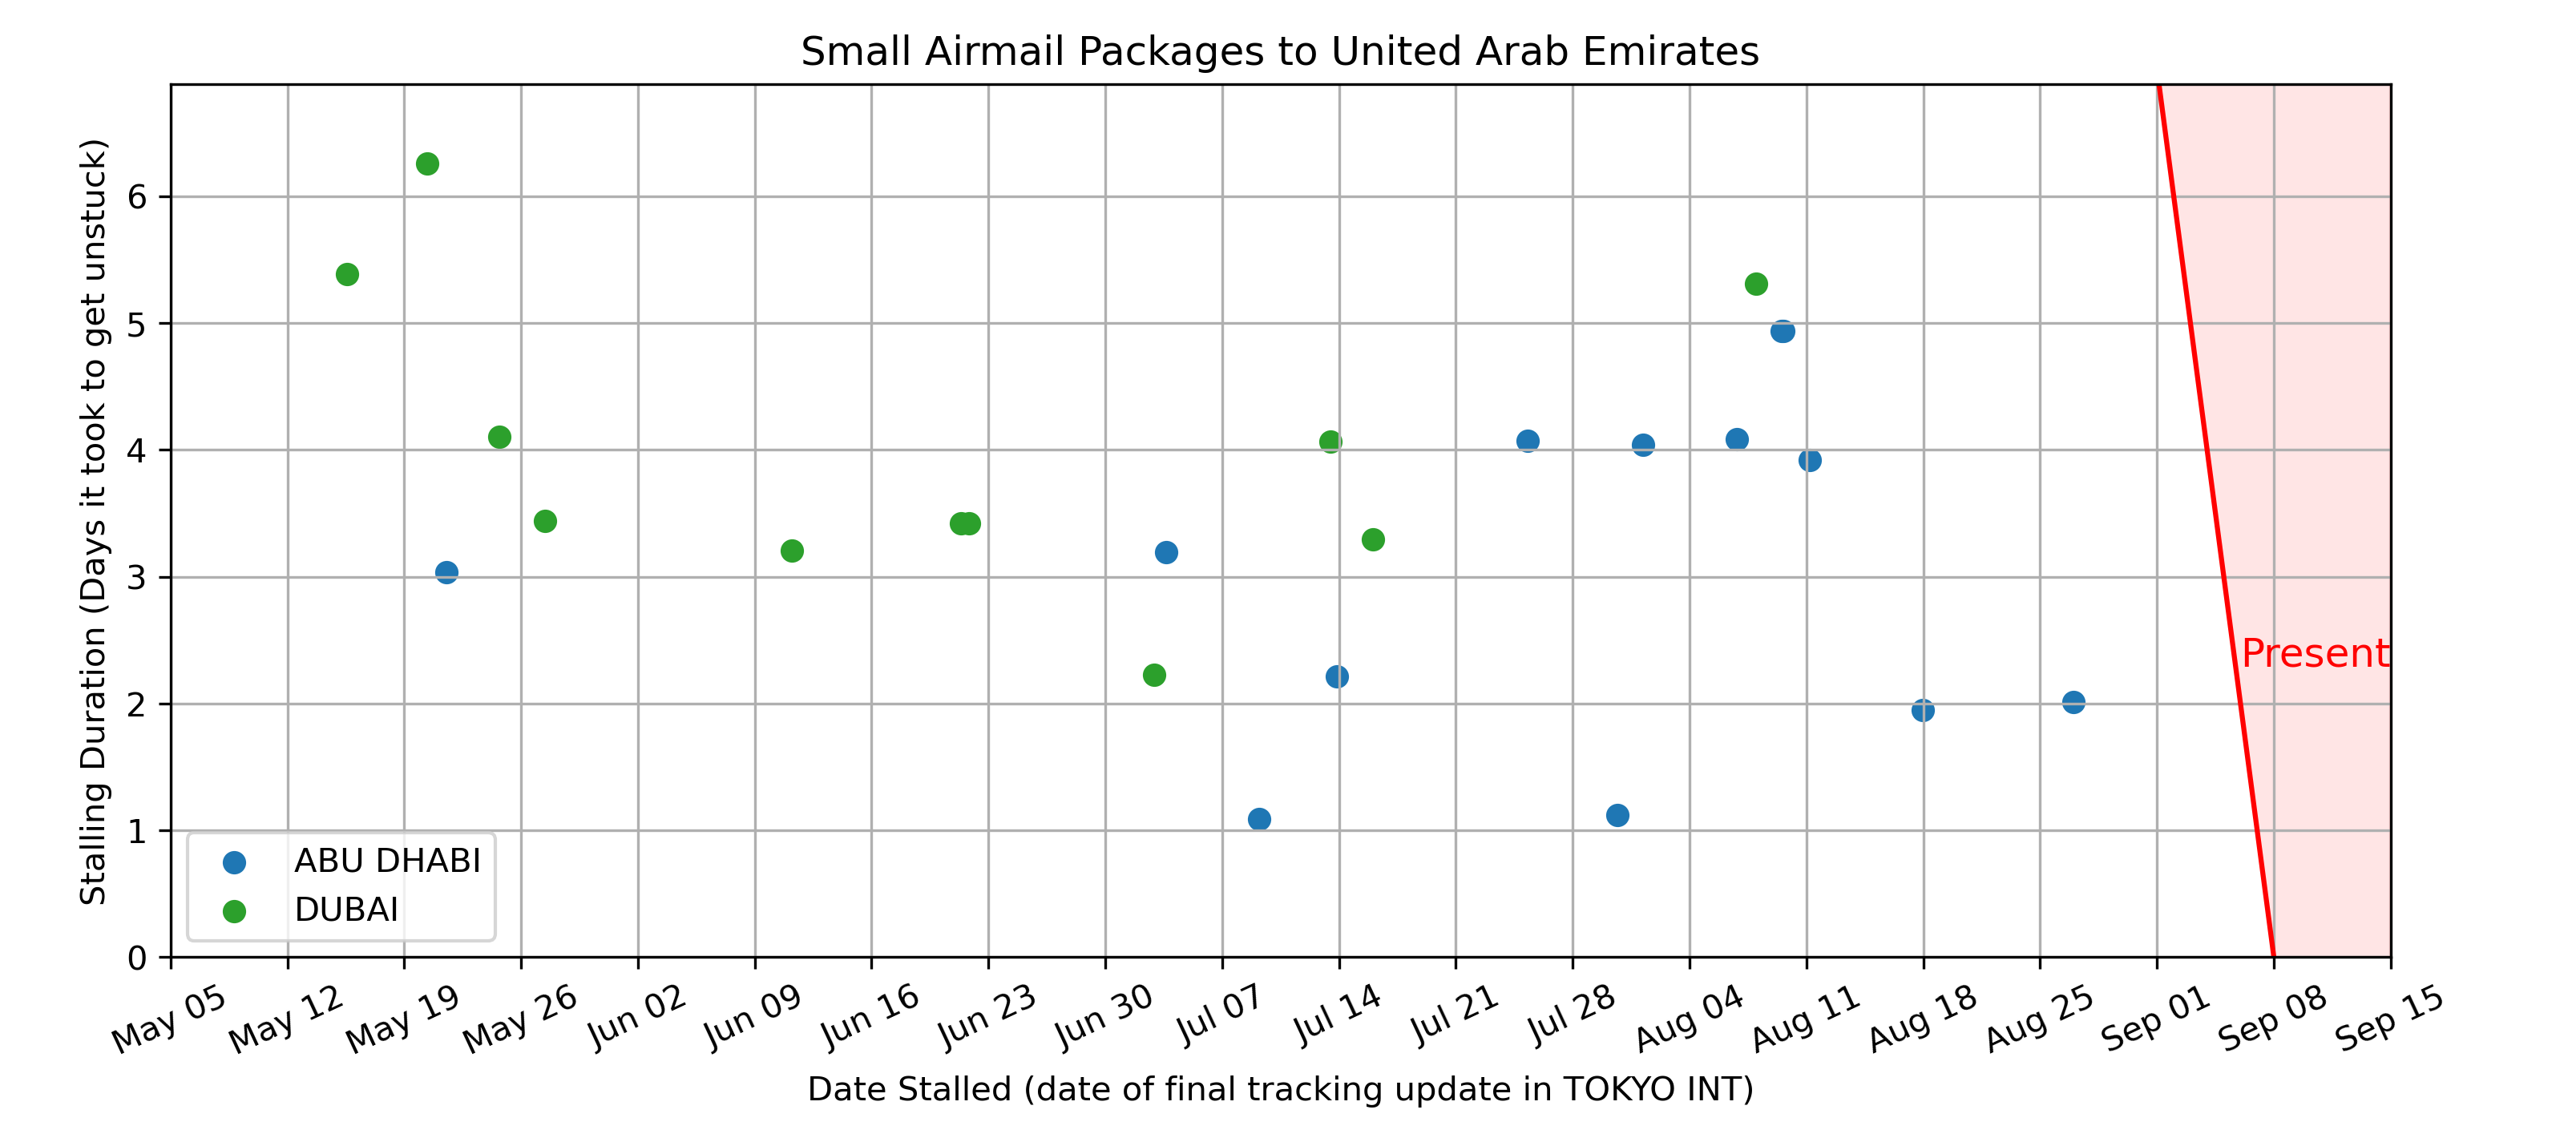 Small Airmail Packages to United Arab Emirates
Stalling Duration (Days it took to get unstuck)
6
5
4
3
2
1
0
Present
ABU DHABI
DUBAI
May 05
May 12
May 19
May 26
Jun 02
Jun 09
Jun 16
Jun 23
Jun 30
Jul 07
Jul 14
Jul 21
Jul 28
Aug 04
Aug 11
Aug 18
Aug 25
Sep 01
Sep 08
Sep 15
Date Stalled (date of final tracking update in TOKYO INT)